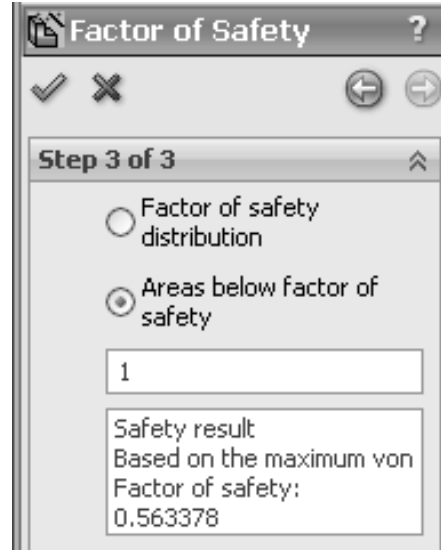 Factor of Safety ?
Step 3 of 3
Factor of safety
distribution
Areas below factor of
safety
1
Safety result
Based on the maximum von
Factor of safety:
0.563378